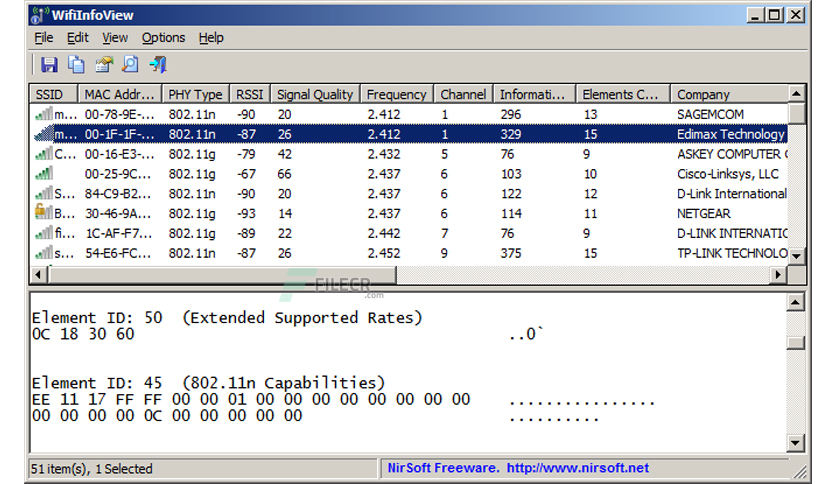 WifiInfoView
File Edit View Options Help
SSID MAC Addr... PHY Type RSSI Signal Quality Frequency Channel Informati... Elements C... Company
m... 00-78-9E-... 802.11n -90 20 2.412 1 296 13 SAGEMCOM
m... 00-1F-1F-... 802.11n -87 26 2.412 1 329 15 Edimax Technology
C... 00-16-E3-... 802.11g -79 42 2.432 5 76 9 ASKEY COMPUTER C
00-25-9C... 802.11g -67 66 2.437 6 103 10 Cisco-Linksys, LLC
S... 84-C9-B2... 802.11n -90 20 2.437 6 122 12 D-Link International
B... 30-46-9A... 802.11g -93 14 2.437 6 114 11 NETGEAR
fi... 1C-AF-F7... 802.11g -89 22 2.442 7 76 9 D-LINK INTERNATIC
s... 54-E6-FC... 802.11n -87 26 2.452 9 375 15 TP-LINK TECHNOLO
FILECR
.com
Element ID: 50 (Extended Supported Rates)
0C 18 30 60 ..0`
Element ID: 45 (802.11n Capabilities)
EE 11 17 FF FF 00 00 01 00 00 00 00 00 00 00 00 ................
00 00 00 00 0C 00 00 00 00 00 ..........
51 item(s), 1 Selected NirSoft Freeware. http://www.nirsoft.net